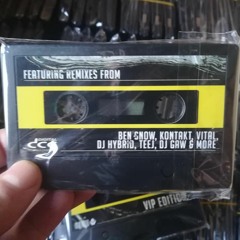 FEATURING REMIXES FROM
BEN SNOW, KONTAKT, VITAL,
DJ HYBRID, TEEJ, DJ GAW & MORE
VIP EDITION